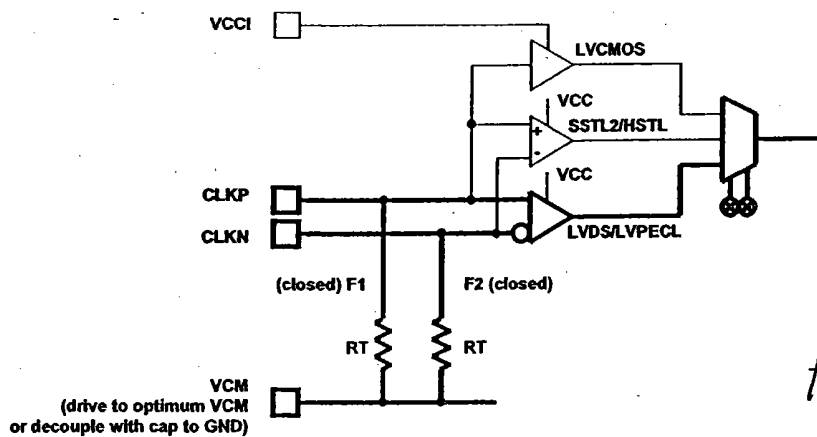 VCCI
LVCMOS
VCC
SSTL2/HSTL
+
-
VCC
CLKP
CLKN
LVDS/LVPECL
(closed) F1
F2 (closed)
RT
RT
VCM
(drive to optimum VCM
or decouple with cap to GND)